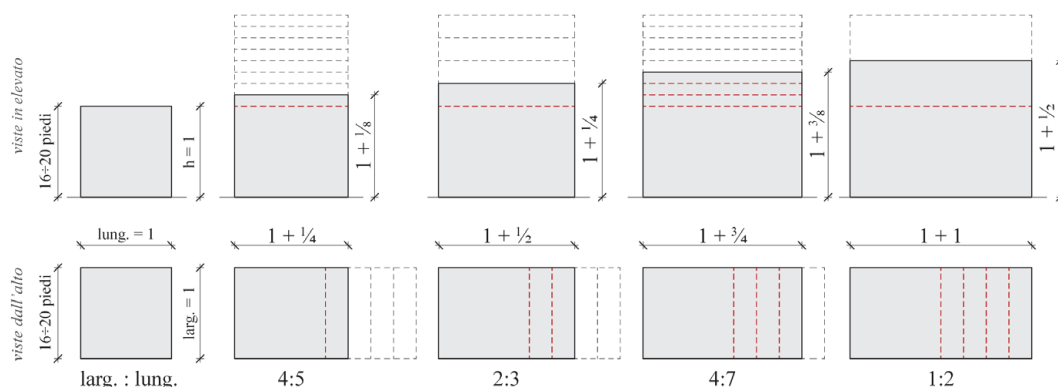 viste in elevato
16÷20 piedi
h = 1
1 + ⅛
1 + ¼
1 + ⅜
1 + ½
lung. = 1
1 + ¼
1 + ½
1 + ¾
1 + 1
viste dall'alto
16÷20 piedi
larg. = 1
larg. : lung.
4:5
2:3
4:7
1:2